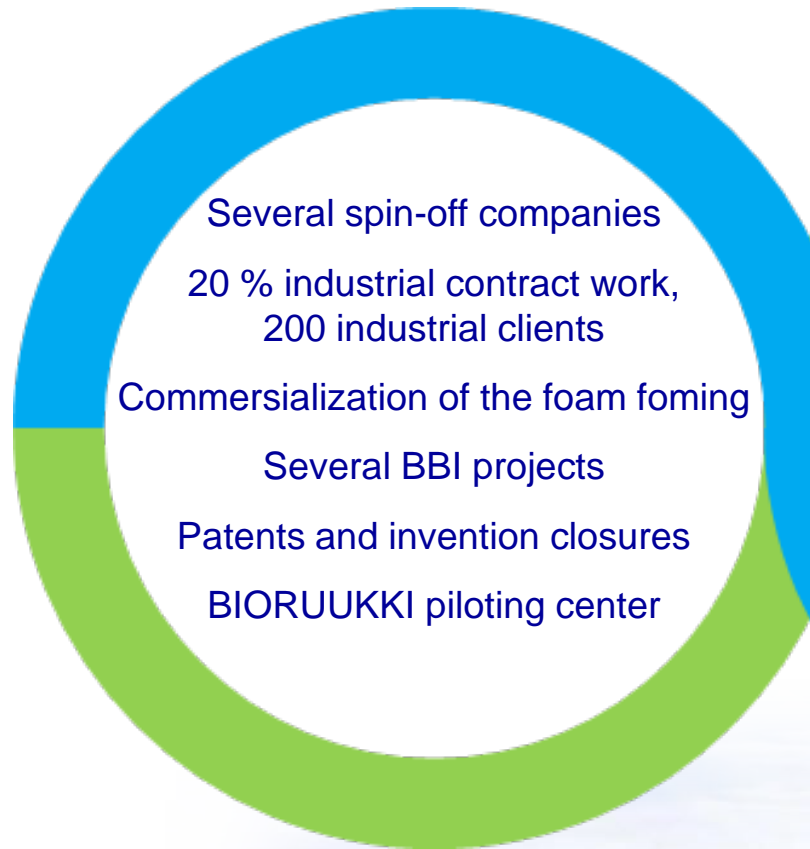 Several spin-off companies
20 % industrial contract work,
200 industrial clients
Commersialization of the foam foming
Several BBI projects
Patents and invention closures
BIORUUKKI piloting center